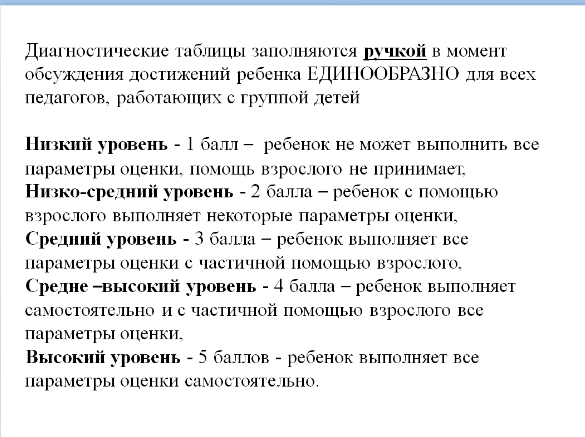 Диагностические таблицы заполняются ручкой в момент
обсуждения достижений ребенка ЕДИНООБРАЗНО для всех
педагогов, работающих с группой детей
Низкий уровень - 1 балл – ребенок не может выполнить все
параметры оценки, помощь взрослого не принимает,
Низко-средний уровень - 2 балла – ребенок с помощью
взрослого выполняет некоторые параметры оценки,
Средний уровень - 3 балла – ребенок выполняет все
параметры оценки с частичной помощью взрослого,
Средне –высокий уровень - 4 балла – ребенок выполняет
самостоятельно и с частичной помощью взрослого все
параметры оценки,
Высокий уровень - 5 баллов - ребенок выполняет все
параметры оценки самостоятельно.